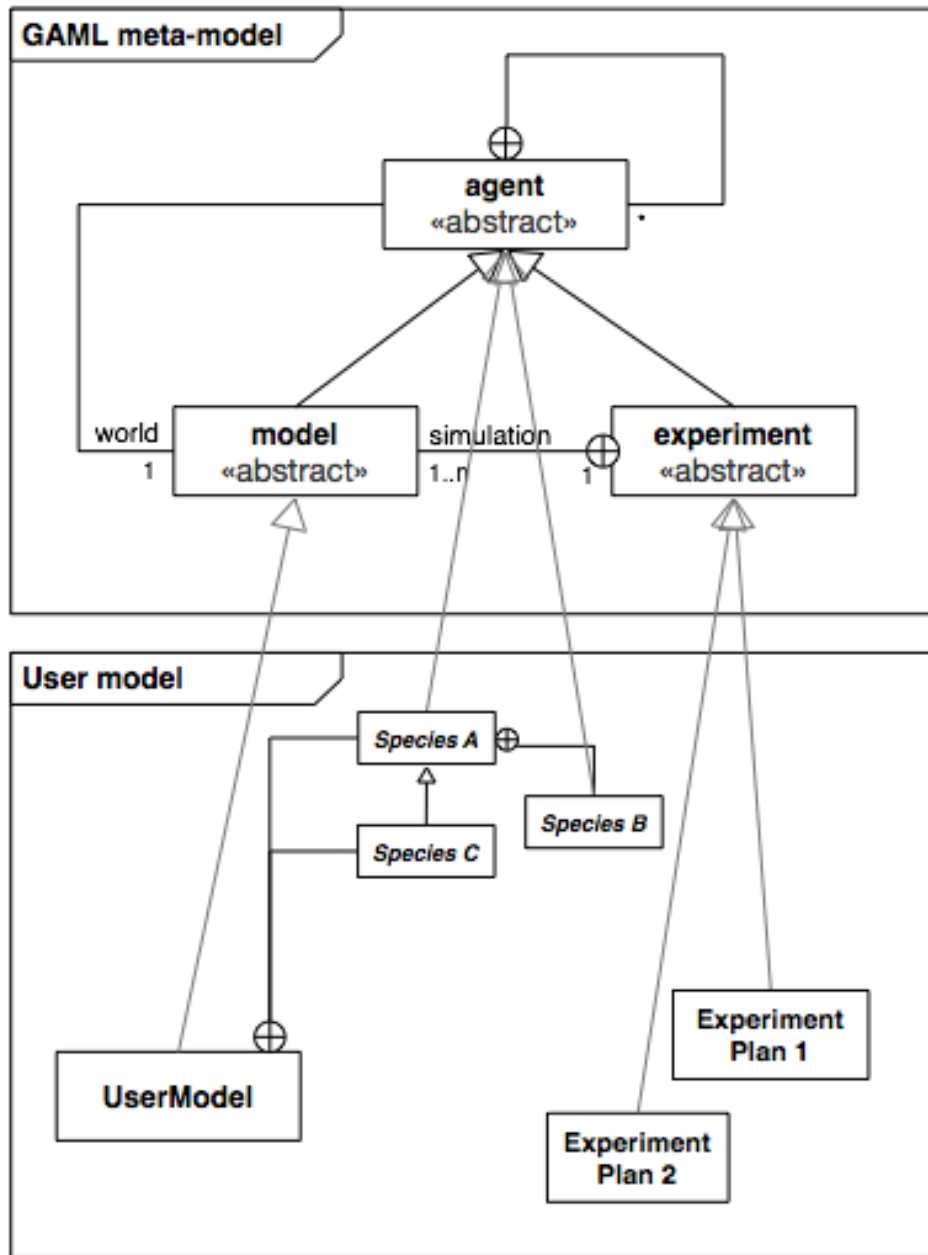 GAML meta-model
agent
«abstract»
*
world
1
model
«abstract»
simulation
1..n
1
experiment
«abstract»
User model
Species A
Species B
Species C
Experiment
Plan 1
UserModel
Experiment
Plan 2